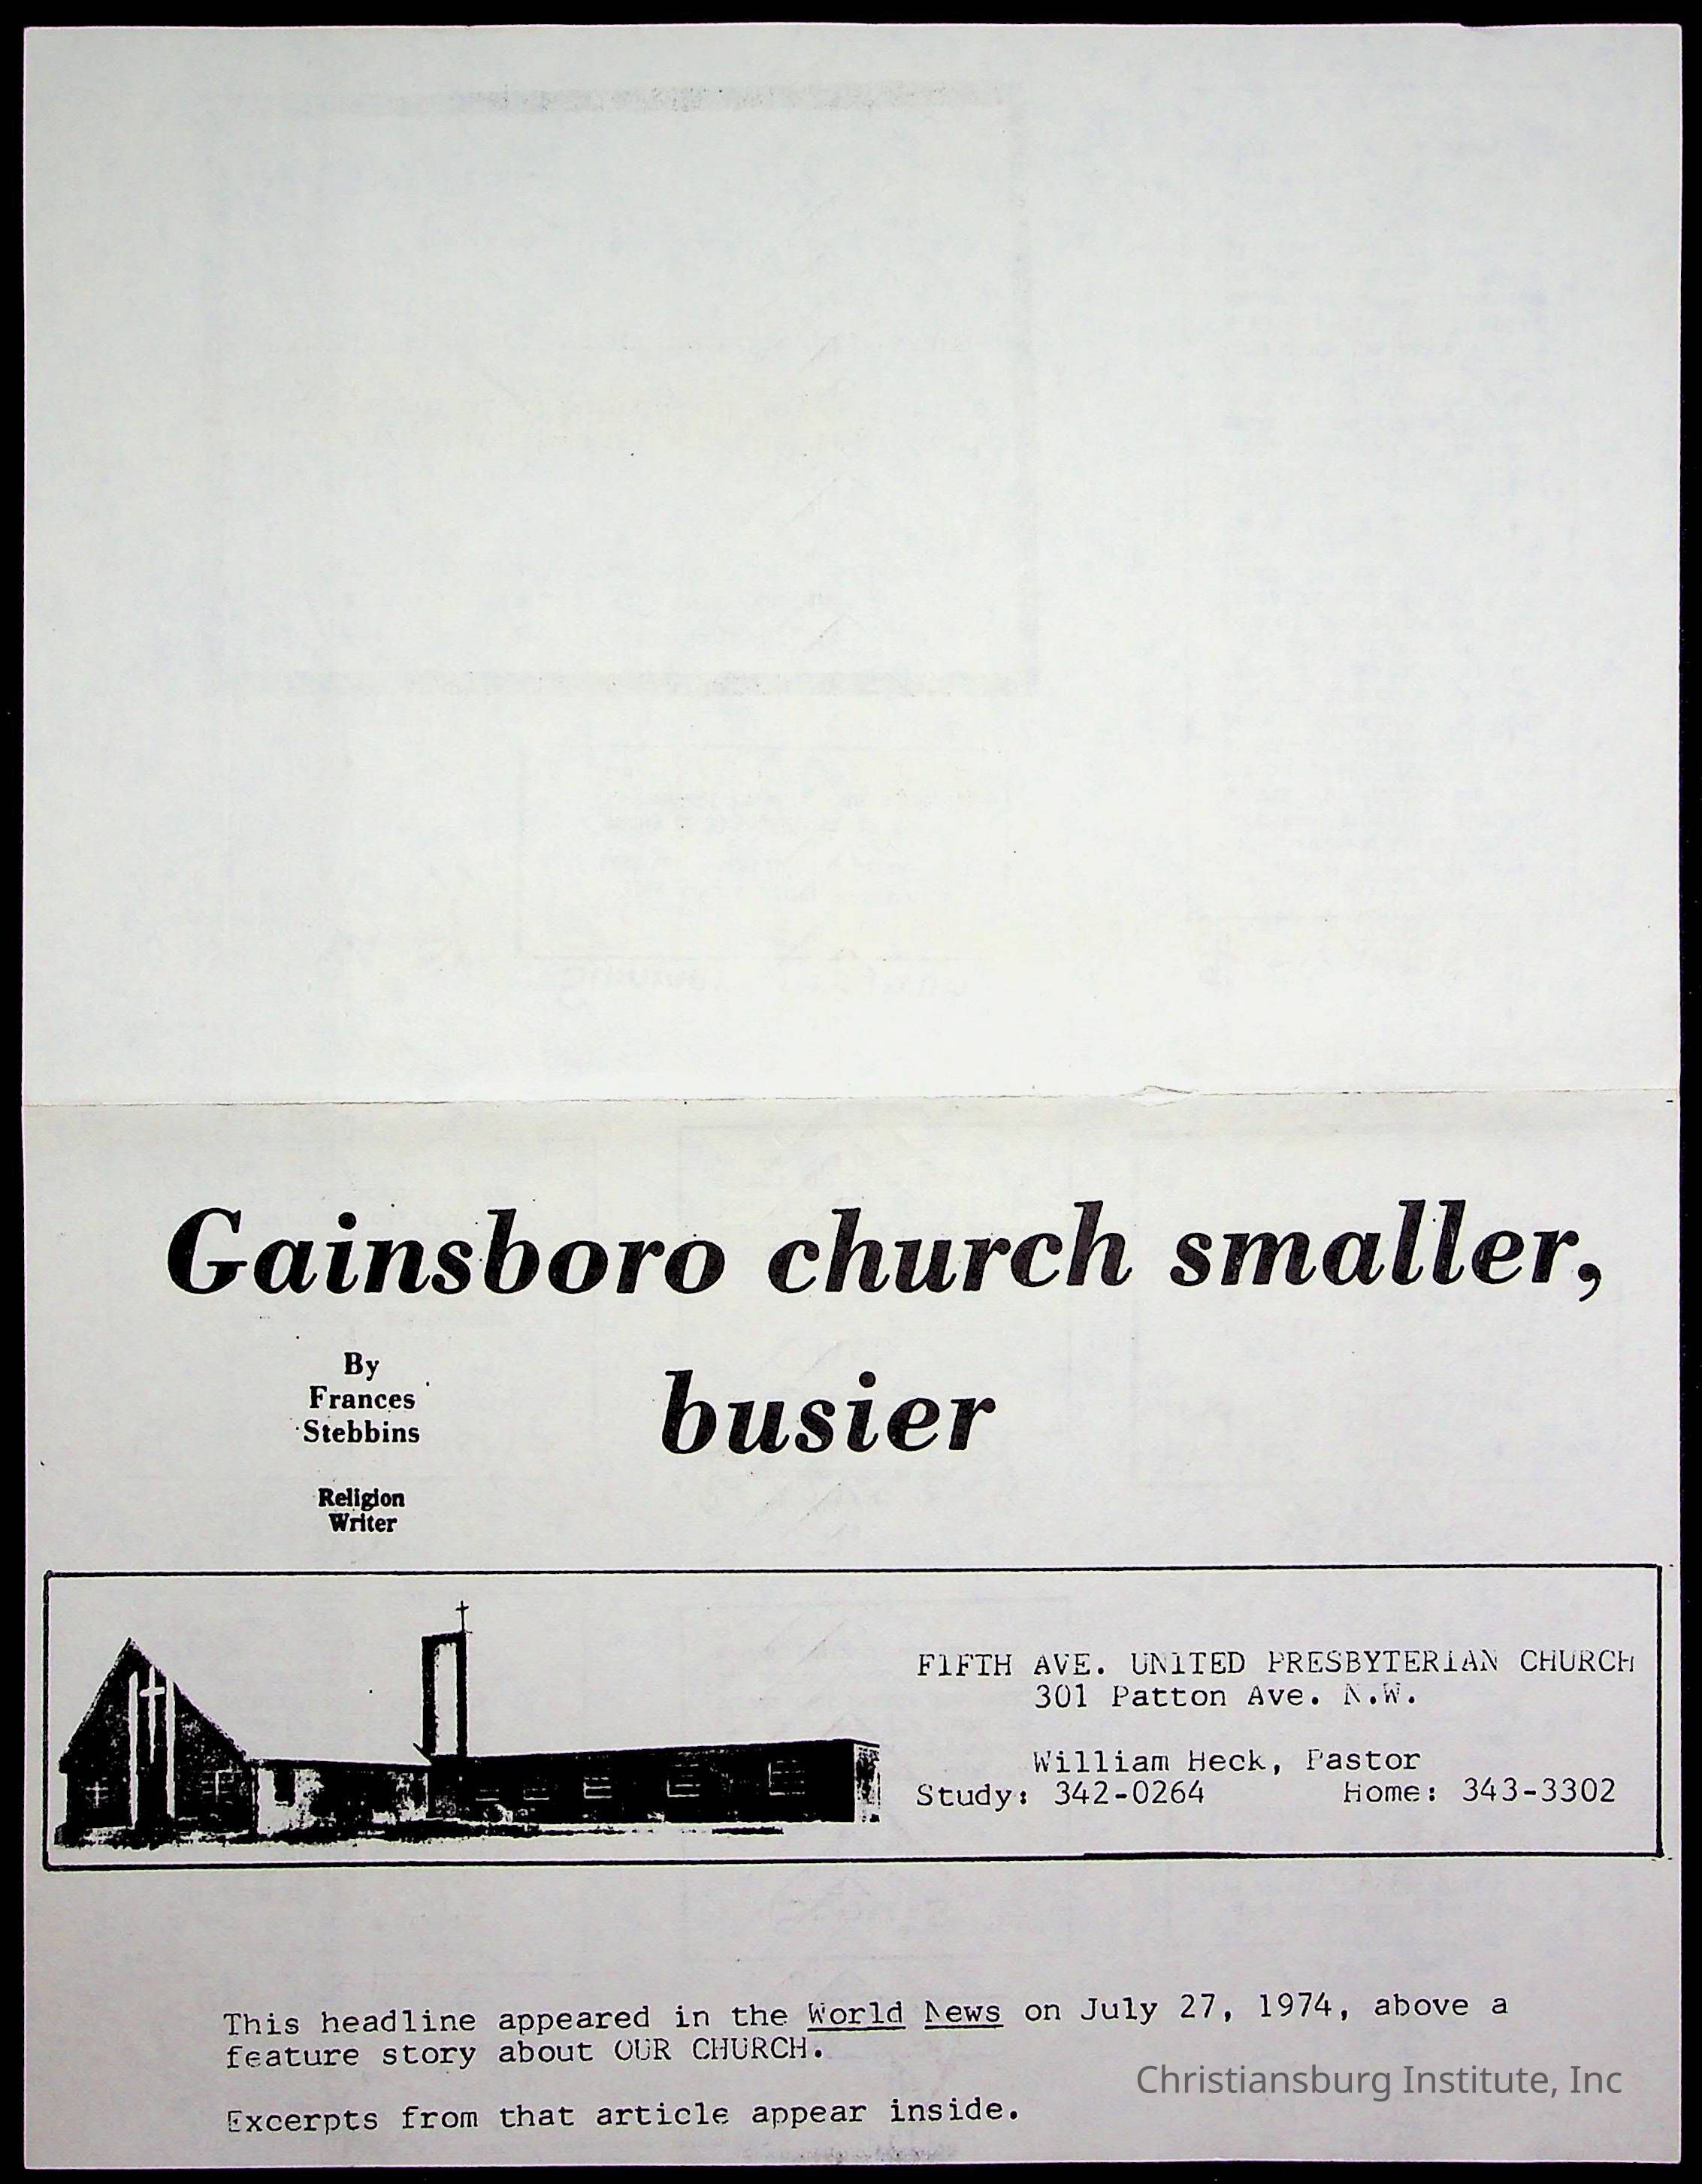 Gainsboro church smaller,
busier
By
Frances
Stebbins
Religion
Writer
FIFTH AVE. UNITED PRESBYTERIAN CHURCH
301 Patton Ave. N.W.
William Heck, Pastor
Study: 342-0264 Home: 343-3302
This headline appeared in the World News on July 27, 1974, above a
feature story about OUR CHURCH.
Excerpts from that article appear inside.
Christiansburg Institute, Inc